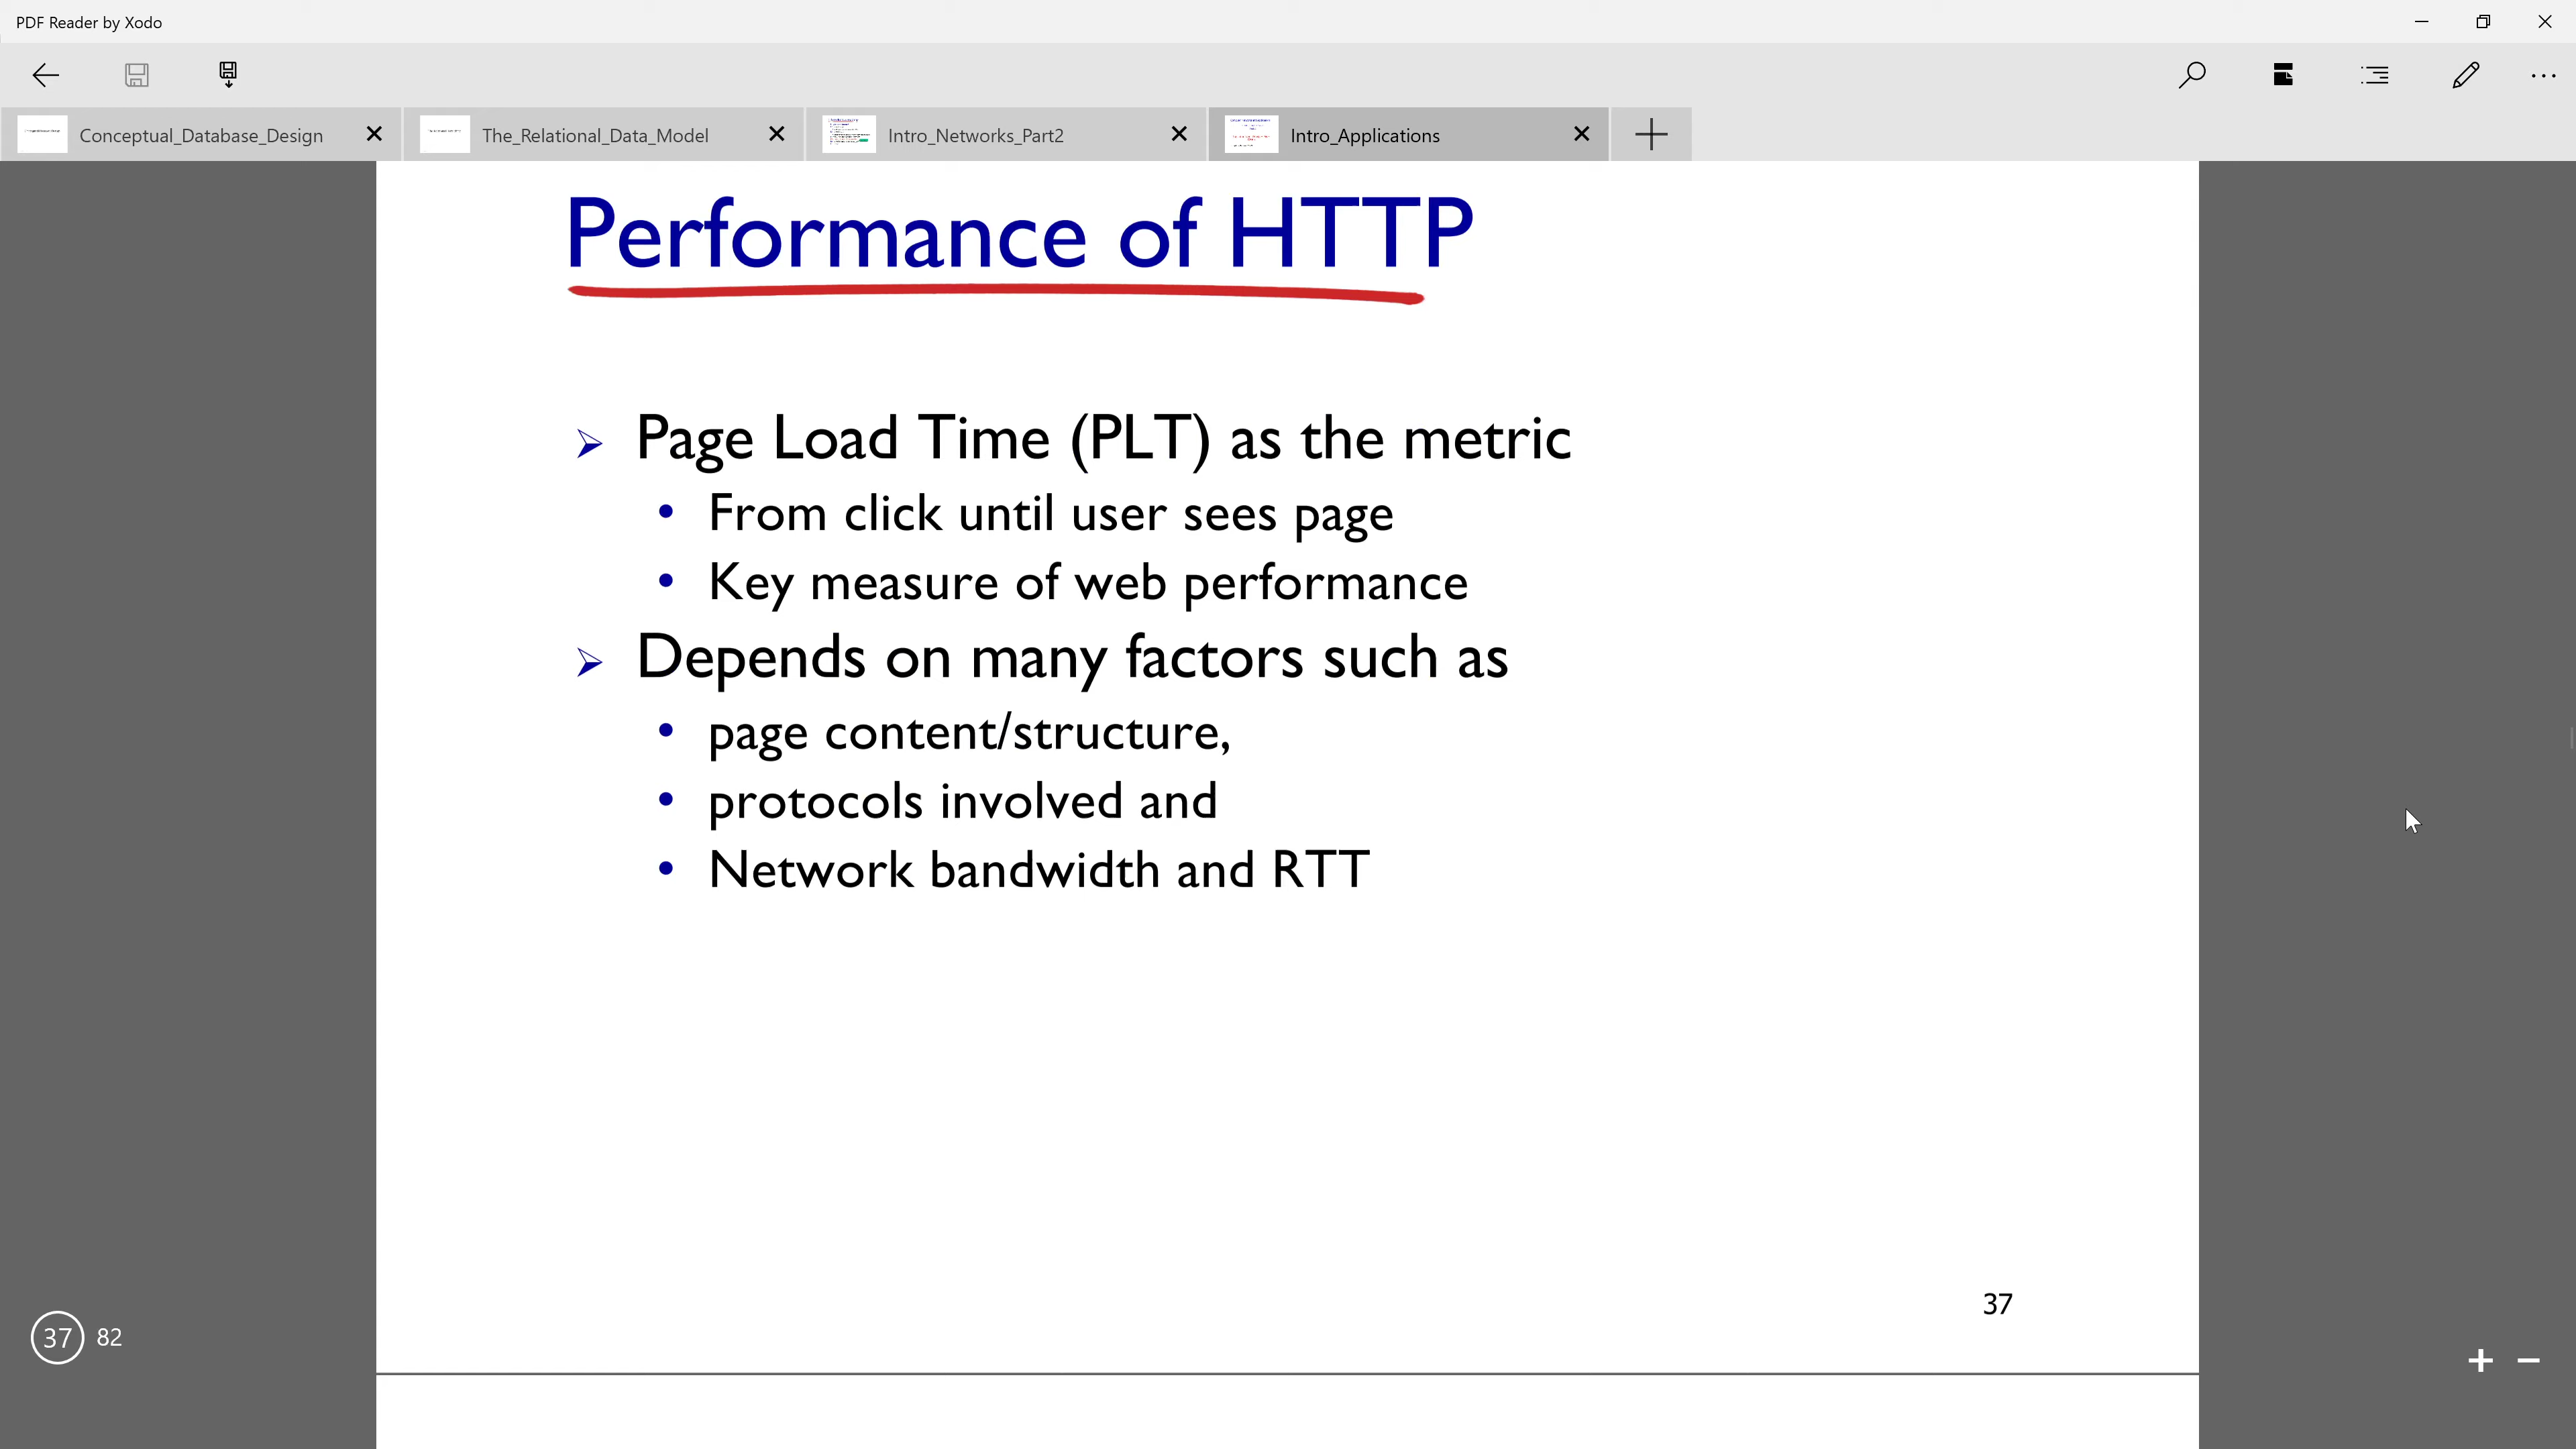 PDF Reader by Xodo
Conceptual_Database_Design
The_Relational_Data_Model
Intro_Networks_Part2
Intro_Applications
Performance of HTTP
Page Load Time (PLT) as the metric
From click until user sees page
Key measure of web performance
Depends on many factors such as
page content/structure,
protocols involved and
Network bandwidth and RTT
37
37 82